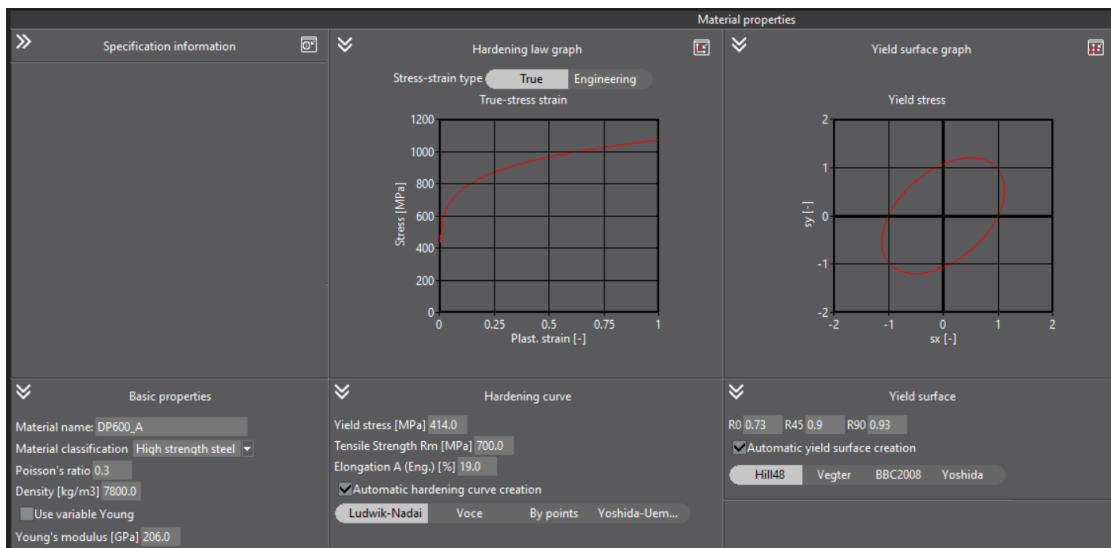 Material properties
Specification information
Hardening law graph
Stress-strain type True Engineering
True-stress strain
1200
1000
800
600
400
200
0
Stress [MPa]
0 0.25 0.5 0.75 1
Plast. strain [-]
Yield surface graph
Yield stress
2
1
0
-1
-2
sy [-]
-2 -1 0 1 2
sx [-]
Basic properties
Material name: DP600_A
Material classification High strength steel
Poisson's ratio 0.3
Density [kg/m3] 7800.0
Use variable Young
Young's modulus [GPa] 206.0
Hardening curve
Yield stress [MPa] 414.0
Tensile Strength Rm [MPa] 700.0
Elongation A (Eng.) [%] 19.0
Automatic hardening curve creation
Ludwik-Nadai Voce By points Yoshida-Uem...
Yield surface
R0 0.73 R45 0.9 R90 0.93
Automatic yield surface creation
Hill48 Vegter BBC2008 Yoshida